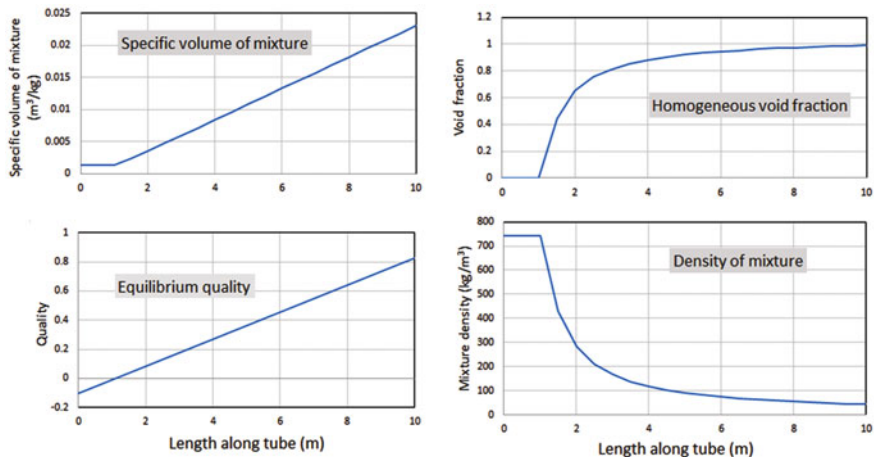 Specific volume of mixture
(m³/kg)
0.025
0.02
0.015
0.01
0.005
0
Specific volume of mixture
0 2 4 6 8 10
Void fraction
1.2
1
0.8
0.6
0.4
0.2
0
Homogeneous void fraction
0 2 4 6 8 10
Quality
1
0.8
0.6
0.4
0.2
0
-0.2
Equilibrium quality
0 2 4 6 8 10
Length along tube (m)
Mixture density (kg/m³)
800
700
600
500
400
300
200
100
0
Density of mixture
0 2 4 6 8 10
Length along tube (m)